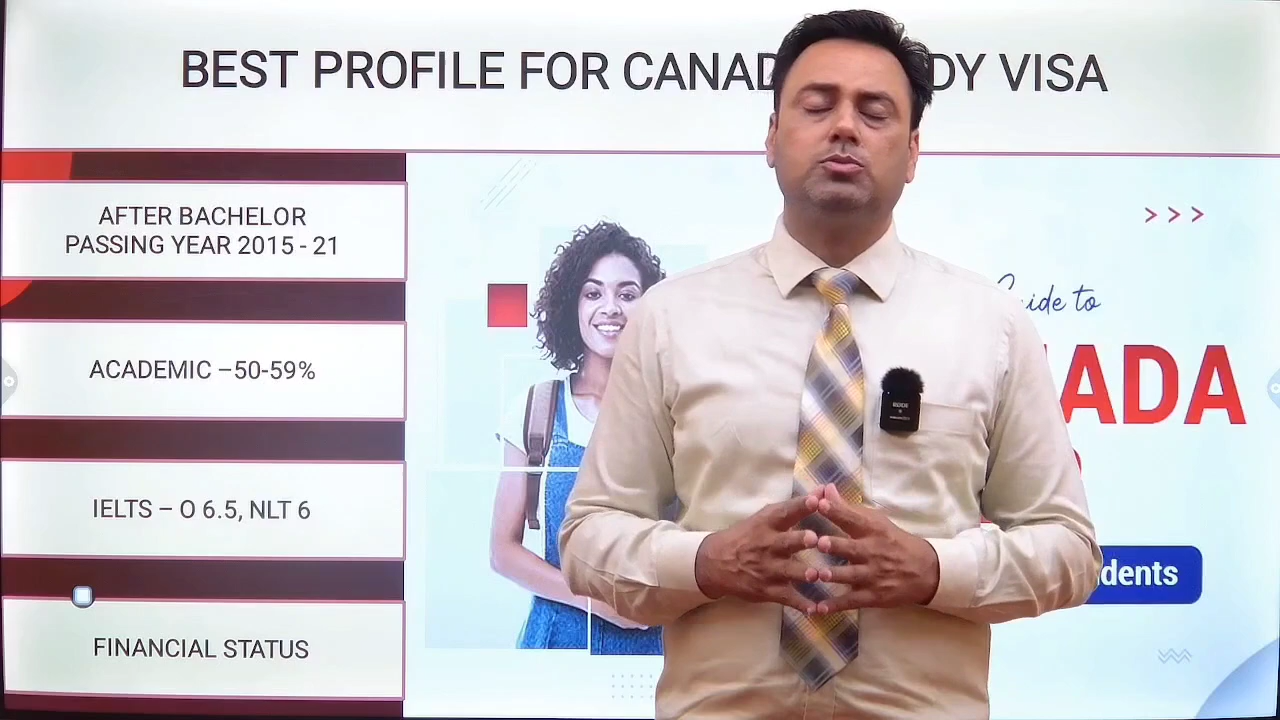 BEST PROFILE FOR CANAD DY VISA
AFTER BACHELOR
PASSING YEAR 2015 - 21
ACADEMIC –50-59%
IELTS – O 6.5, NLT 6
FINANCIAL STATUS
>>>
uide to
ADA
dents
RODE